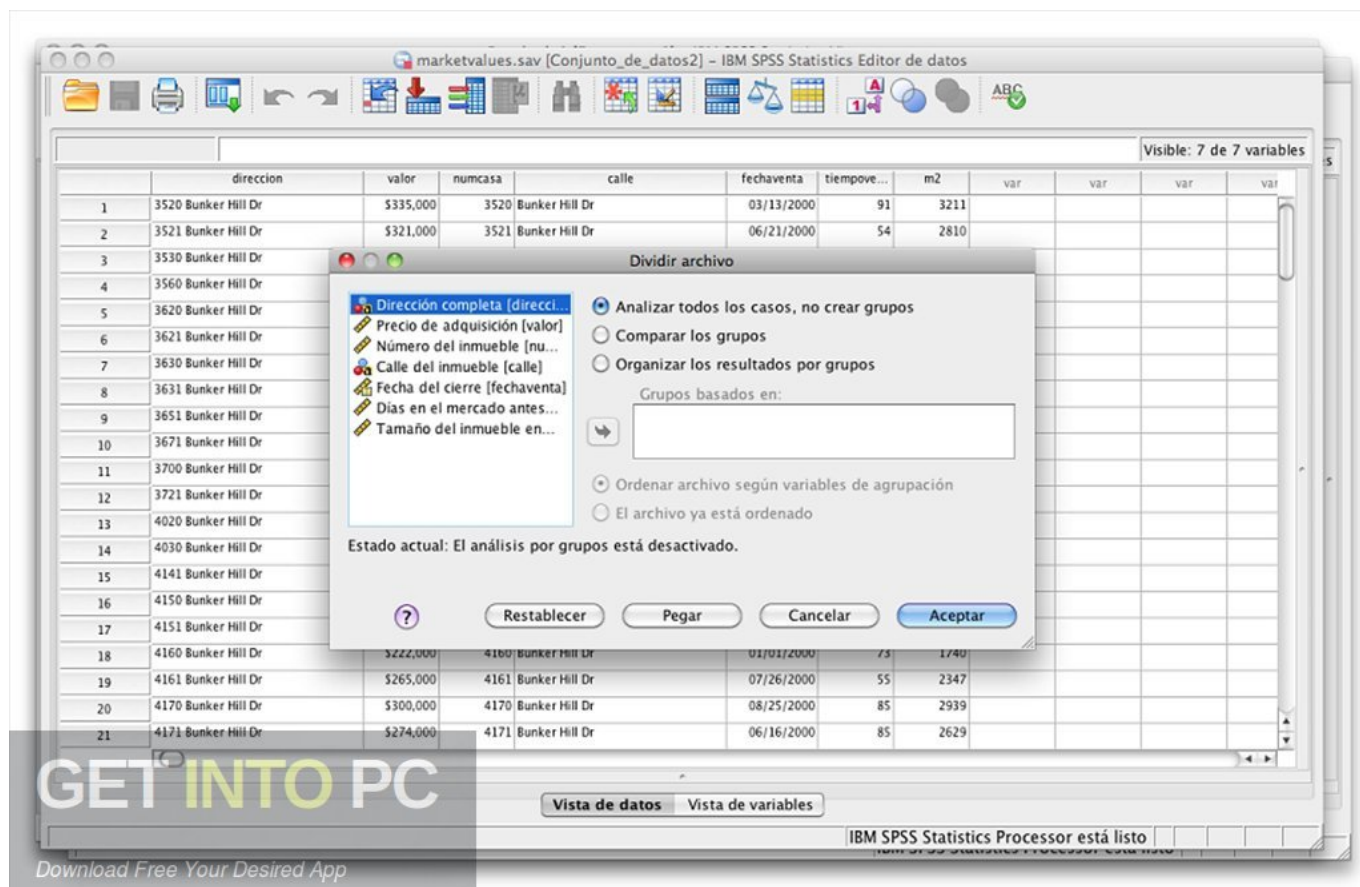 marketvalues.sav [Conjunto_de_datos2] – IBM SPSS Statistics Editor de datos
Visible: 7 de 7 variables
direccion valor numcasa calle fechaventa tiempove... m2 var var var var
1 3520 Bunker Hill Dr $335,000 3520 Bunker Hill Dr 03/13/2000 91 3211
2 3521 Bunker Hill Dr $321,000 3521 Bunker Hill Dr 06/21/2000 54 2810
3 3530 Bunker Hill Dr
4 3560 Bunker Hill Dr
5 3620 Bunker Hill Dr
6 3621 Bunker Hill Dr
7 3630 Bunker Hill Dr
8 3631 Bunker Hill Dr
9 3651 Bunker Hill Dr
10 3671 Bunker Hill Dr
11 3700 Bunker Hill Dr
12 3721 Bunker Hill Dr
13 4020 Bunker Hill Dr
14 4030 Bunker Hill Dr
15 4141 Bunker Hill Dr
16 4150 Bunker Hill Dr
17 4151 Bunker Hill Dr
18 4160 Bunker Hill Dr $222,000 4160 Bunker Hill Dr 01/01/2000 73 1740
19 4161 Bunker Hill Dr $265,000 4161 Bunker Hill Dr 07/26/2000 55 2347
20 4170 Bunker Hill Dr $300,000 4170 Bunker Hill Dr 08/25/2000 85 2939
21 4171 Bunker Hill Dr $274,000 4171 Bunker Hill Dr 06/16/2000 85 2629
Dividir archivo
Dirección completa [direcci...
Precio de adquisición [valor]
Número del inmueble [nu...
Calle del inmueble [calle]
Fecha del cierre [fechaventa]
Días en el mercado antes...
Tamaño del inmueble en...
Analizar todos los casos, no crear grupos
Comparar los grupos
Organizar los resultados por grupos
Grupos basados en:
Ordenar archivo según variables de agrupación
El archivo ya está ordenado
Estado actual: El análisis por grupos está desactivado.
? Restablecer Pegar Cancelar Aceptar
Vista de datos Vista de variables
IBM SPSS Statistics Processor está listo
GET INTO PC
Download Free Your Desired App